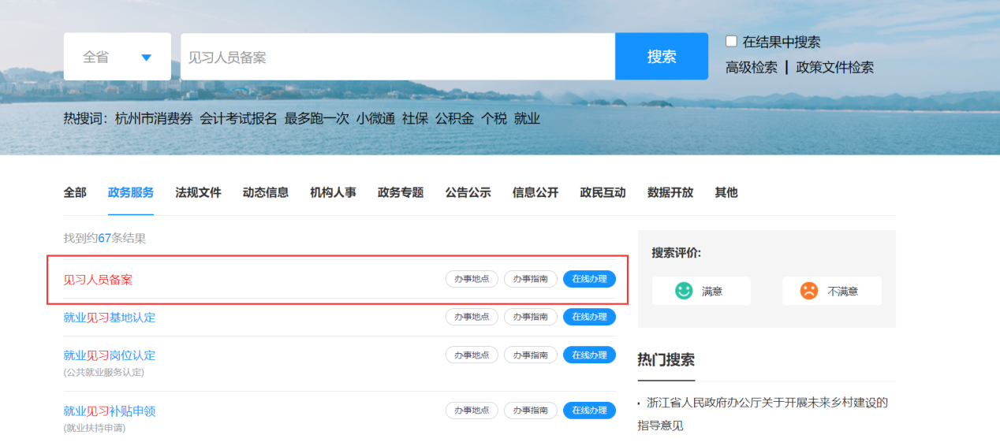 全省
见习人员备案
搜索
在结果中搜索
高级检索 | 政策文件检索
热搜词: 杭州市消费券 会计考试报名 最多跑一次 小微通 社保 公积金 个税 就业
全部 政务服务 法规文件 动态信息 机构人事 政务专题 公告公示 信息公开 政民互动 数据开放 其他
找到约67条结果
见习人员备案 办事地点 办事指南 在线办理
就业见习基地认定 办事地点 办事指南 在线办理
就业见习岗位认定 办事地点 办事指南 在线办理
(公共就业服务认定)
就业见习补贴申领 办事地点 办事指南 在线办理
(就业扶持申请)
搜索评价:
满意 不满意
热门搜索
· 浙江省人民政府办公厅关于开展未来乡村建设的
指导意见